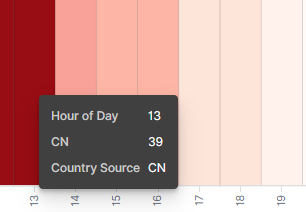 Hour of Day 13
CN 39
Country Source CN
13 14 15 16 17 18 19